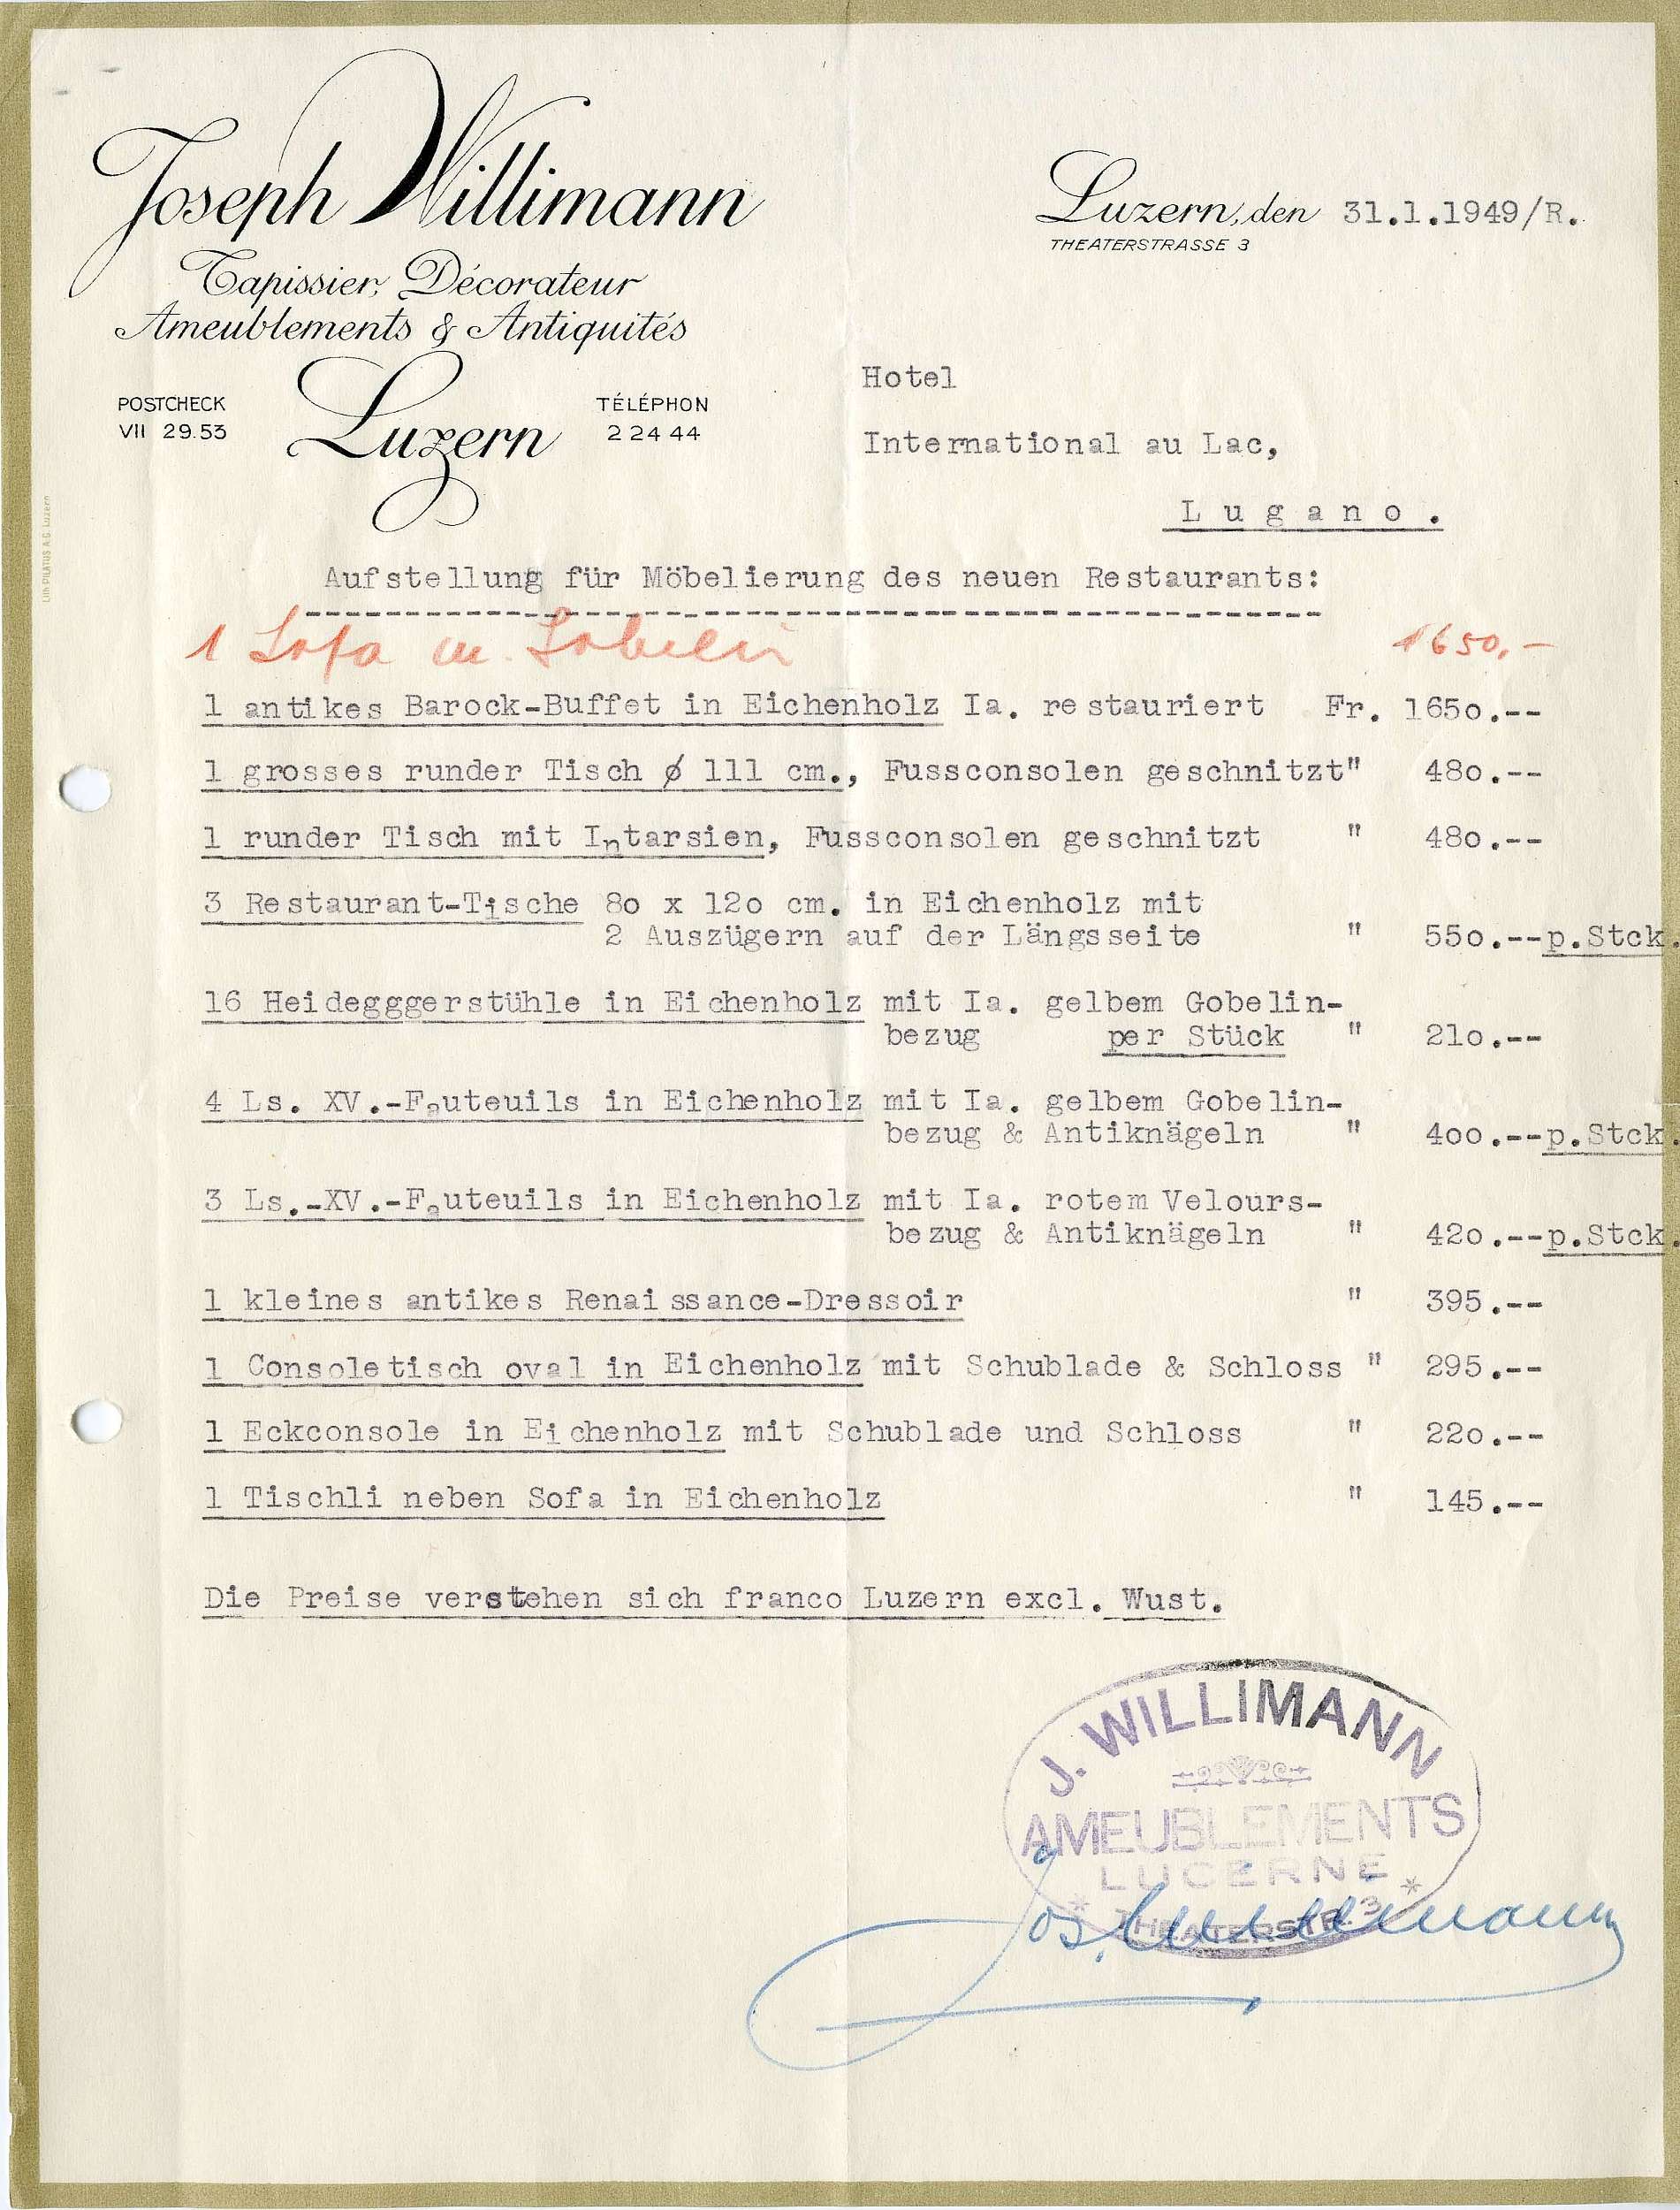 Joseph Willimann
Tapissier, Décorateur
Ameublements & Antiquités
POSTCHECK
VII 29.53
Luzern
TÉLÉPHON
2 24 44
Luzern, den 31.1.1949/R.
THEATERSTRASSE 3
Hotel
International au Lac,
Lugano.
Lith PILATUS A.G. Luzern
Aufstellung für Möbelierung des neuen Restaurants:
1 Sofa m. Gobelin 1650.-
1 antikes Barock-Buffet in Eichenholz Ia. restauriert Fr. 165o.--
1 grosses runder Tisch ø 111 cm., Fussconsolen geschnitzt" 48o.--
1 runder Tisch mit Intarsien, Fussconsolen geschnitzt " 48o.--
3 Restaurant-Tische 8o x 12o cm. in Eichenholz mit
2 Auszügern auf der Längsseite " 55o.--p.Stck.
16 Heidegggerstühle in Eichenholz mit Ia. gelbem Gobelin-
bezug per Stück " 21o.--
4 Ls. XV.-Fauteuils in Eichenholz mit Ia. gelbem Gobelin-
bezug & Antiknägeln " 4oo.--p.Stck.
3 Ls.-XV.-Fauteuils in Eichenholz mit Ia. rotem Velours-
bezug & Antiknägeln " 42o.--p.Stck.
1 kleines antikes Renaissance-Dressoir " 395.--
1 Consoletisch oval in Eichenholz mit Schublade & Schloss " 295.--
1 Eckconsole in Eichenholz mit Schublade und Schloss " 22o.--
1 Tischli neben Sofa in Eichenholz " 145.--
Die Preise verstehen sich franco Luzern excl. Wust.
J. WILLIMANN
AMEUBLEMENTS
LUCERNE
* THEATERSTR. 3 *
Jos. Willimann